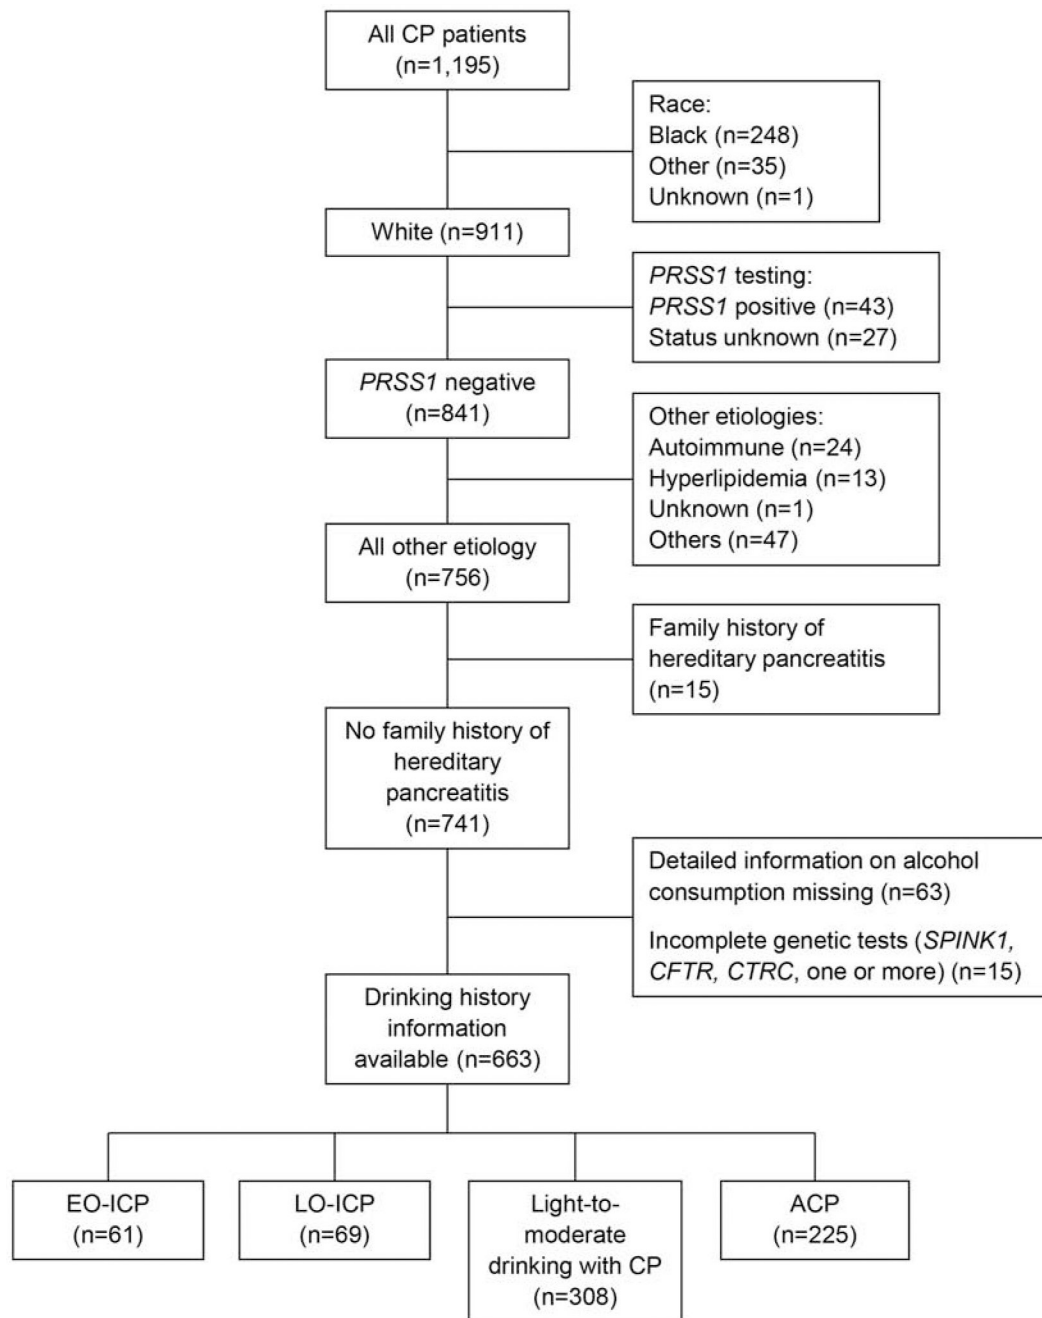 All CP patients
(n=1,195)
Race:
Black (n=248)
Other (n=35)
Unknown (n=1)
White (n=911)
PRSS1 testing:
PRSS1 positive (n=43)
Status unknown (n=27)
PRSS1 negative
(n=841)
Other etiologies:
Autoimmune (n=24)
Hyperlipidemia (n=13)
Unknown (n=1)
Others (n=47)
All other etiology
(n=756)
Family history of
hereditary pancreatitis
(n=15)
No family history of
hereditary
pancreatitis
(n=741)
Detailed information on alcohol
consumption missing (n=63)
Incomplete genetic tests (SPINK1,
CFTR, CTRC, one or more) (n=15)
Drinking history
information
available (n=663)
EO-ICP
(n=61)
LO-ICP
(n=69)
Light-to-
moderate
drinking with CP
(n=308)
ACP
(n=225)